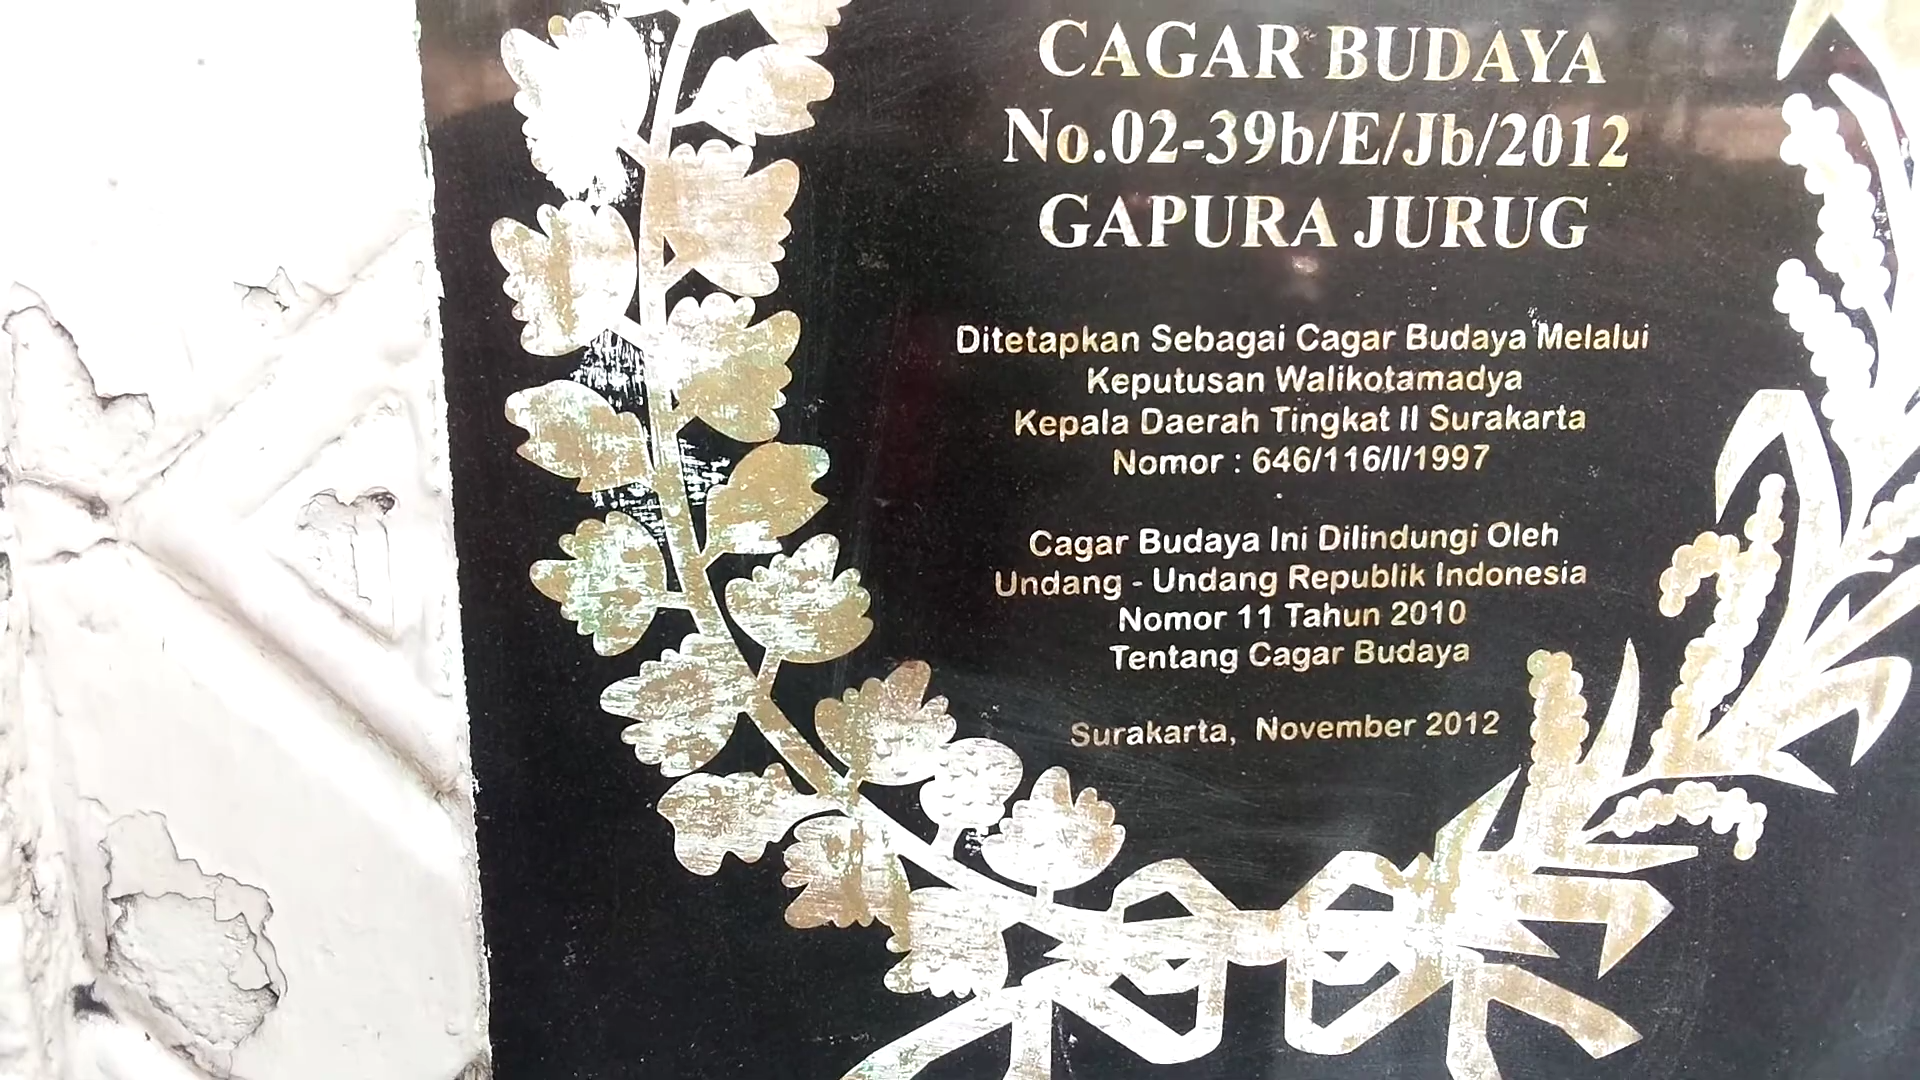 CAGAR BUDAYA
No.02-39b/E/Jb/2012
GAPURA JURUG
Ditetapkan Sebagai Cagar Budaya Melalui
Keputusan Walikotamadya
Kepala Daerah Tingkat II Surakarta
Nomor : 646/116/I/1997
Cagar Budaya Ini Dilindungi Oleh
Undang - Undang Republik Indonesia
Nomor 11 Tahun 2010
Tentang Cagar Budaya
Surakarta, November 2012